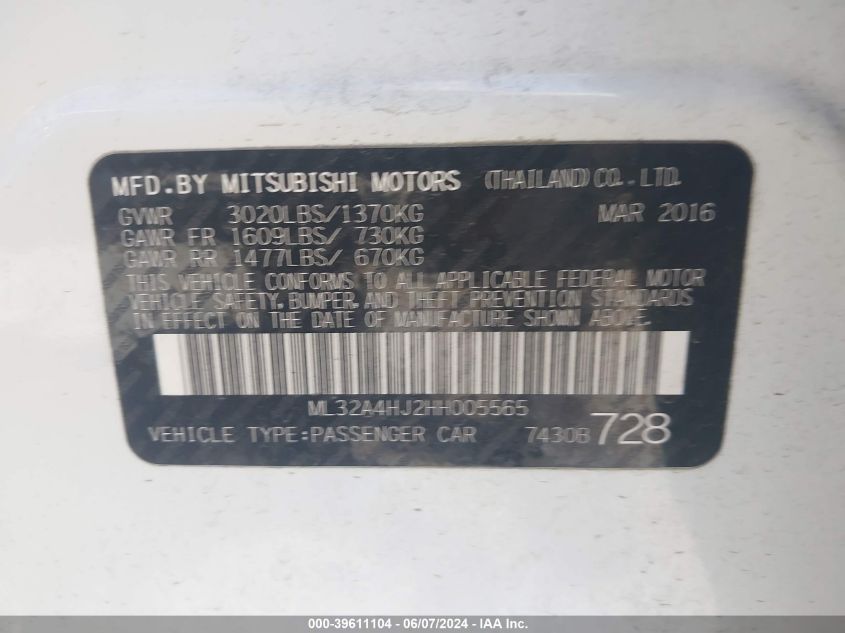 MFD.BY MITSUBISHI MOTORS (THAILAND) CO.,LTD.
GVWR 3020LBS/1370KG MAR 2016
GAWR FR 1609LBS/ 730KG
GAWR RR 1477LBS/ 670KG
THIS VEHICLE CONFORMS TO ALL APPLICABLE FEDERAL MOTOR
VEHICLE SAFETY, BUMPER, AND THEFT PREVENTION STANDARDS
IN EFFECT ON THE DATE OF MANUFACTURE SHOWN ABOVE.
ML32A4HJ2HH005565
VEHICLE TYPE:PASSENGER CAR 7430B 728
000-39611104 - 06/07/2024 - IAA, Inc.